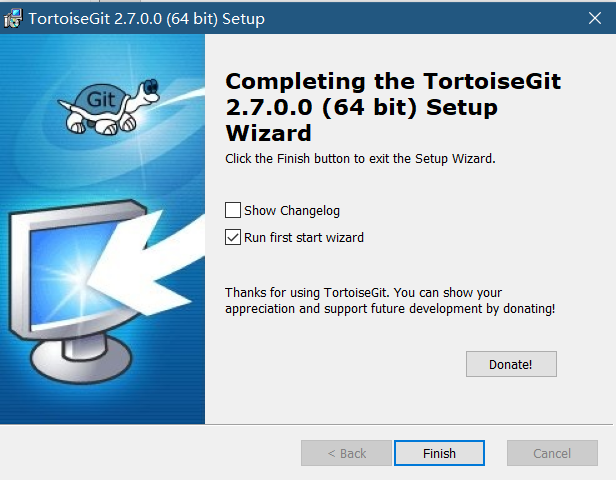 TortoiseGit 2.7.0.0 (64 bit) Setup
Git
Completing the TortoiseGit
2.7.0.0 (64 bit) Setup
Wizard
Click the Finish button to exit the Setup Wizard.
Show Changelog
Run first start wizard
Thanks for using TortoiseGit. You can show your
appreciation and support future development by donating!
Donate!
< Back
Finish
Cancel